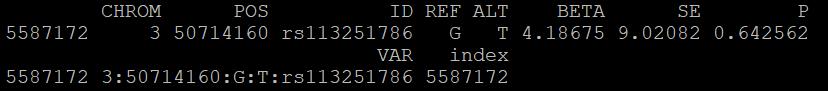 CHROM POS ID REF ALT BETA SE P
5587172 3 50714160 rs113251786 G T 4.18675 9.02082 0.642562
VAR index
5587172 3:50714160:G:T:rs113251786 5587172